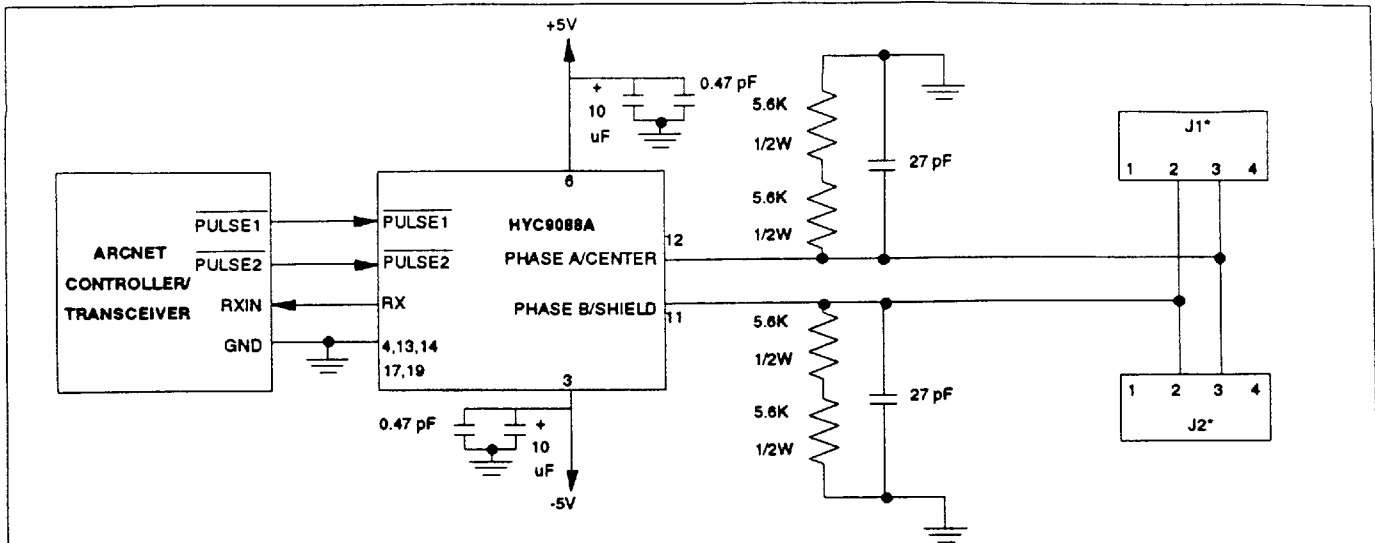 +5V
+
10
uF
0.47 pF
5.6K
1/2W
5.6K
1/2W
27 pF
J1*
1 2 3 4
ARCNET
CONTROLLER/
TRANSCEIVER
PULSE1
PULSE2
RXIN
GND
6
HYC9088A
PULSE1
PULSE2
RX
4,13,14
17,19
12
PHASE A/CENTER
PHASE B/SHIELD
11
3
0.47 pF
+
10
uF
-5V
5.6K
1/2W
5.6K
1/2W
27 pF
1 2 3 4
J2*